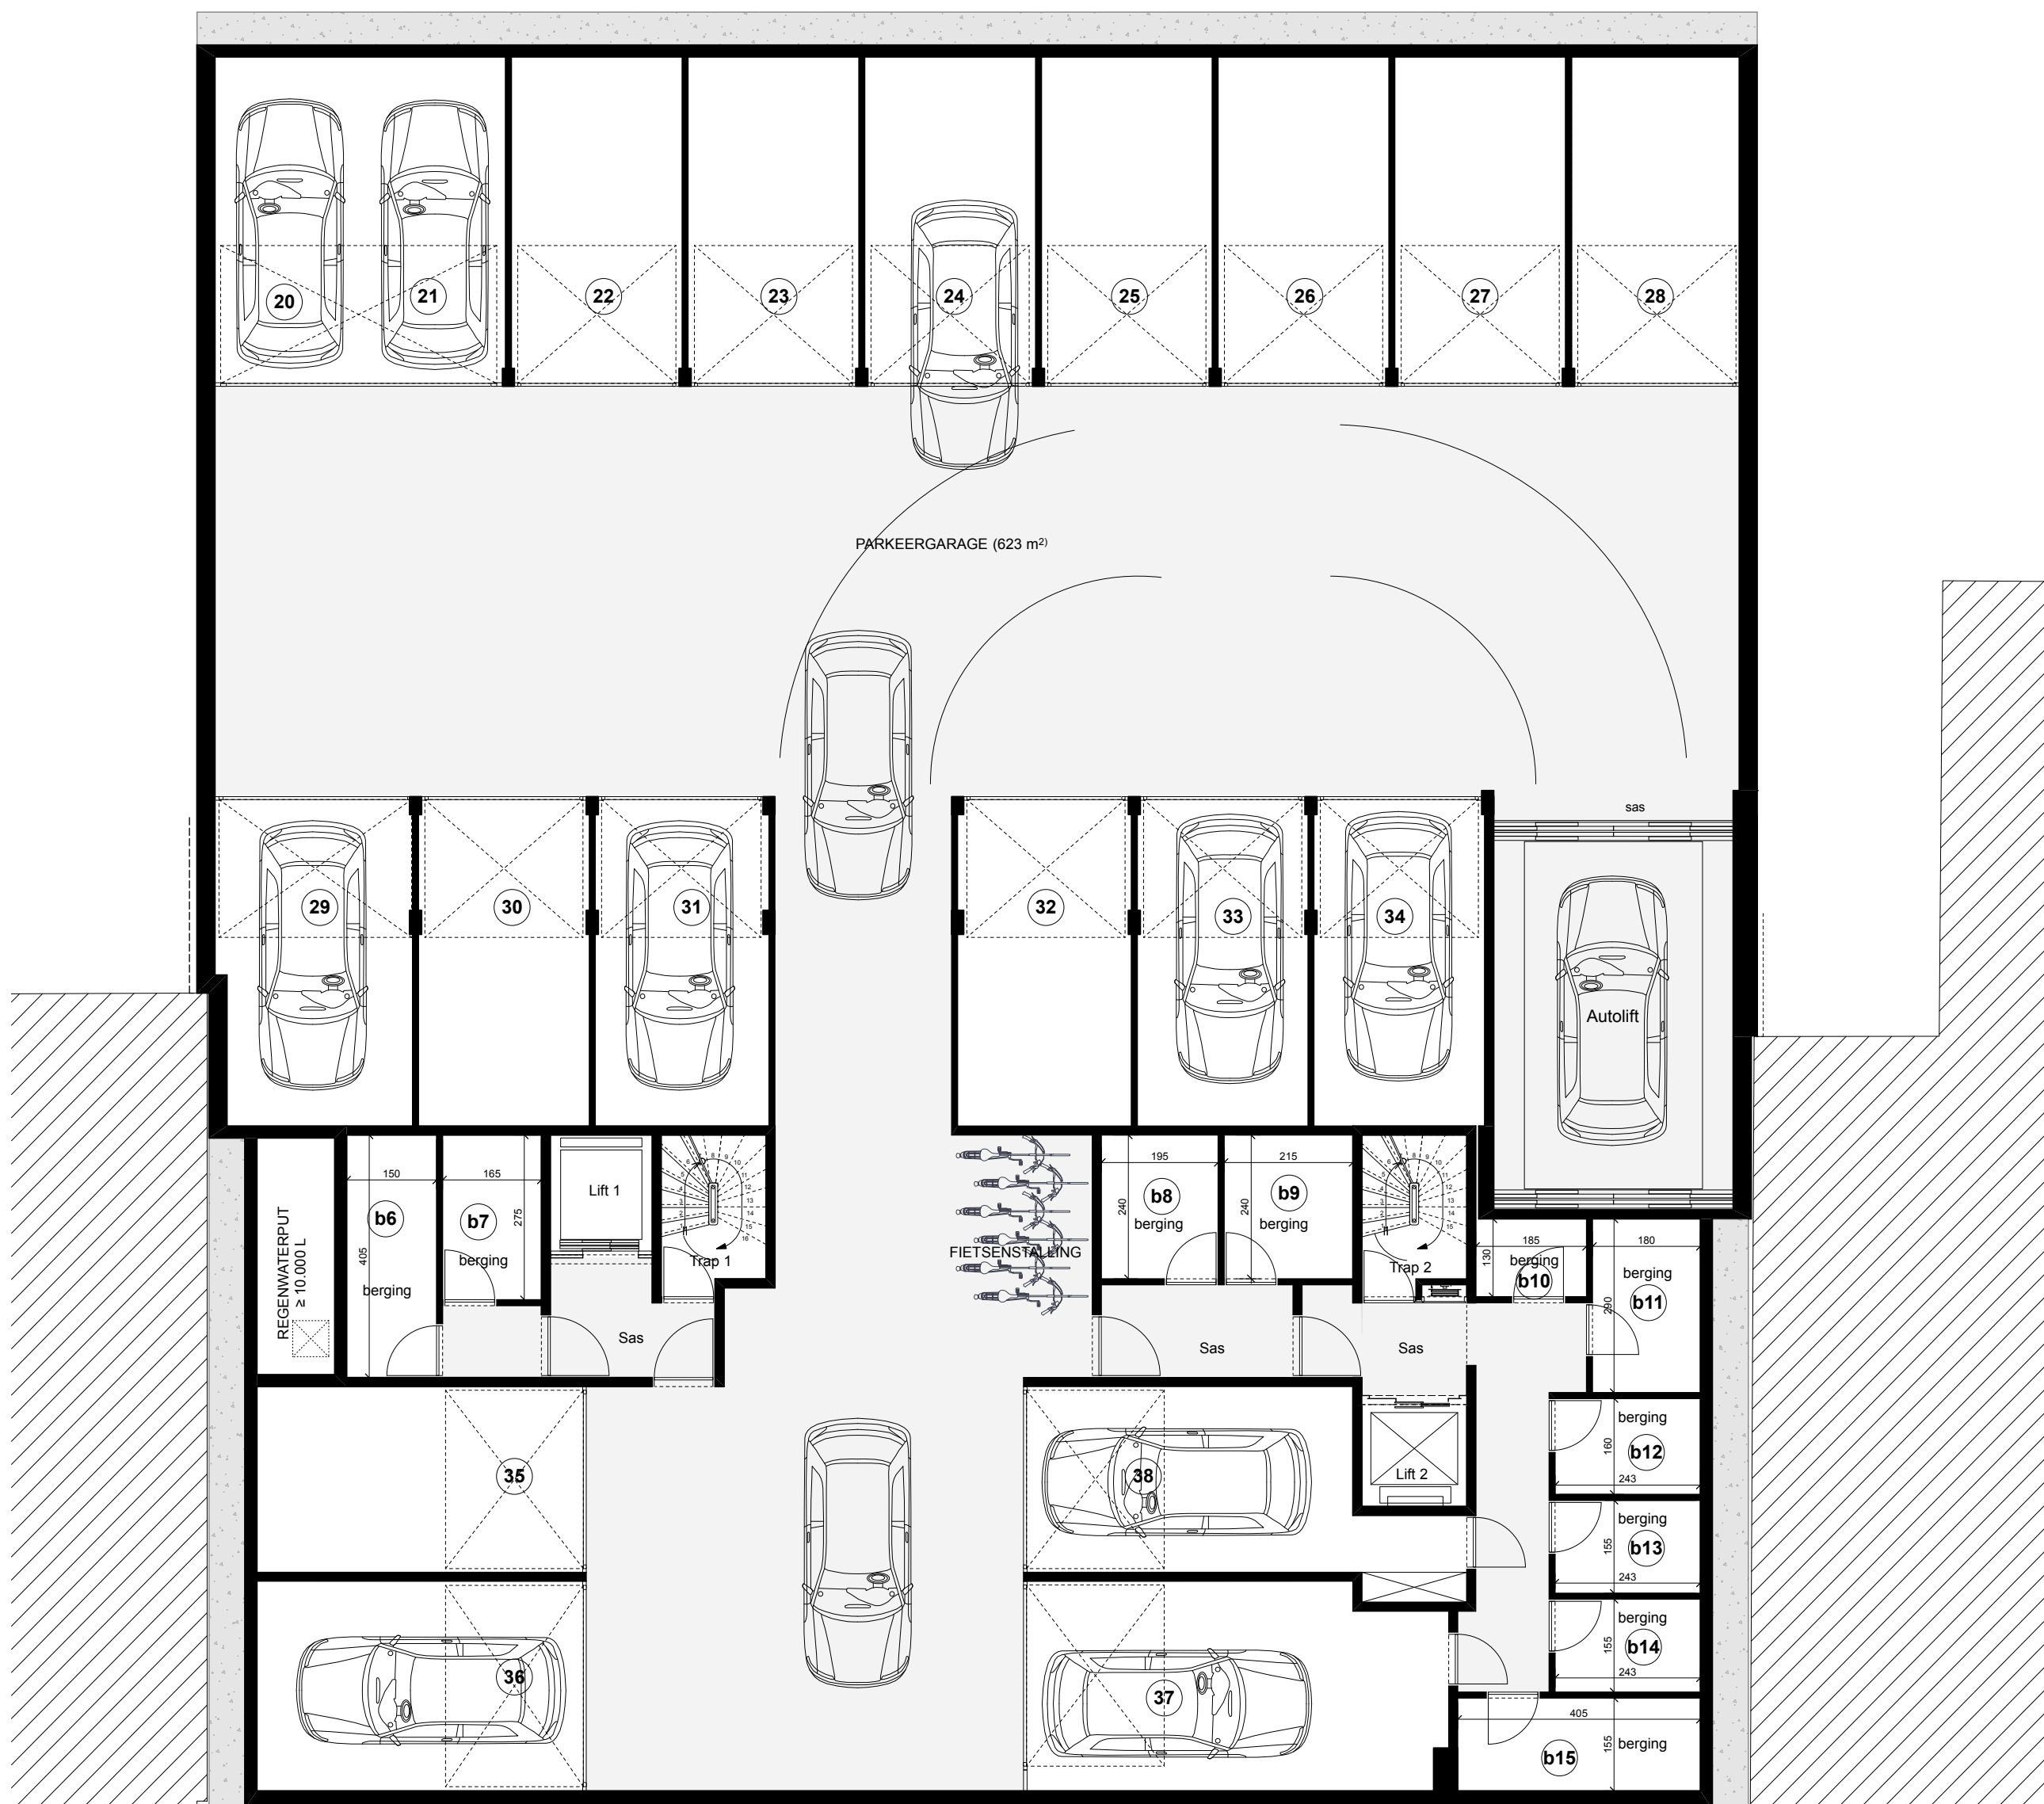 20
21
22
23
24
25
26
27
28
PARKEERGARAGE (623 m²)
sas
29
30
31
32
33
34
Autolift
REGENWATERPUT
≥ 10.000 L
150
405
b6
berging
165
275
b7
berging
Lift 1
Trap 1
Sas
FIETSENSTALLING
195
240
b8
berging
215
240
b9
berging
Trap 2
Sas
Sas
185
130
berging
b10
180
berging
290
b11
berging
160
b12
243
berging
155
b13
243
berging
155
b14
243
405
155
berging
b15
Lift 2
35
36
38
37